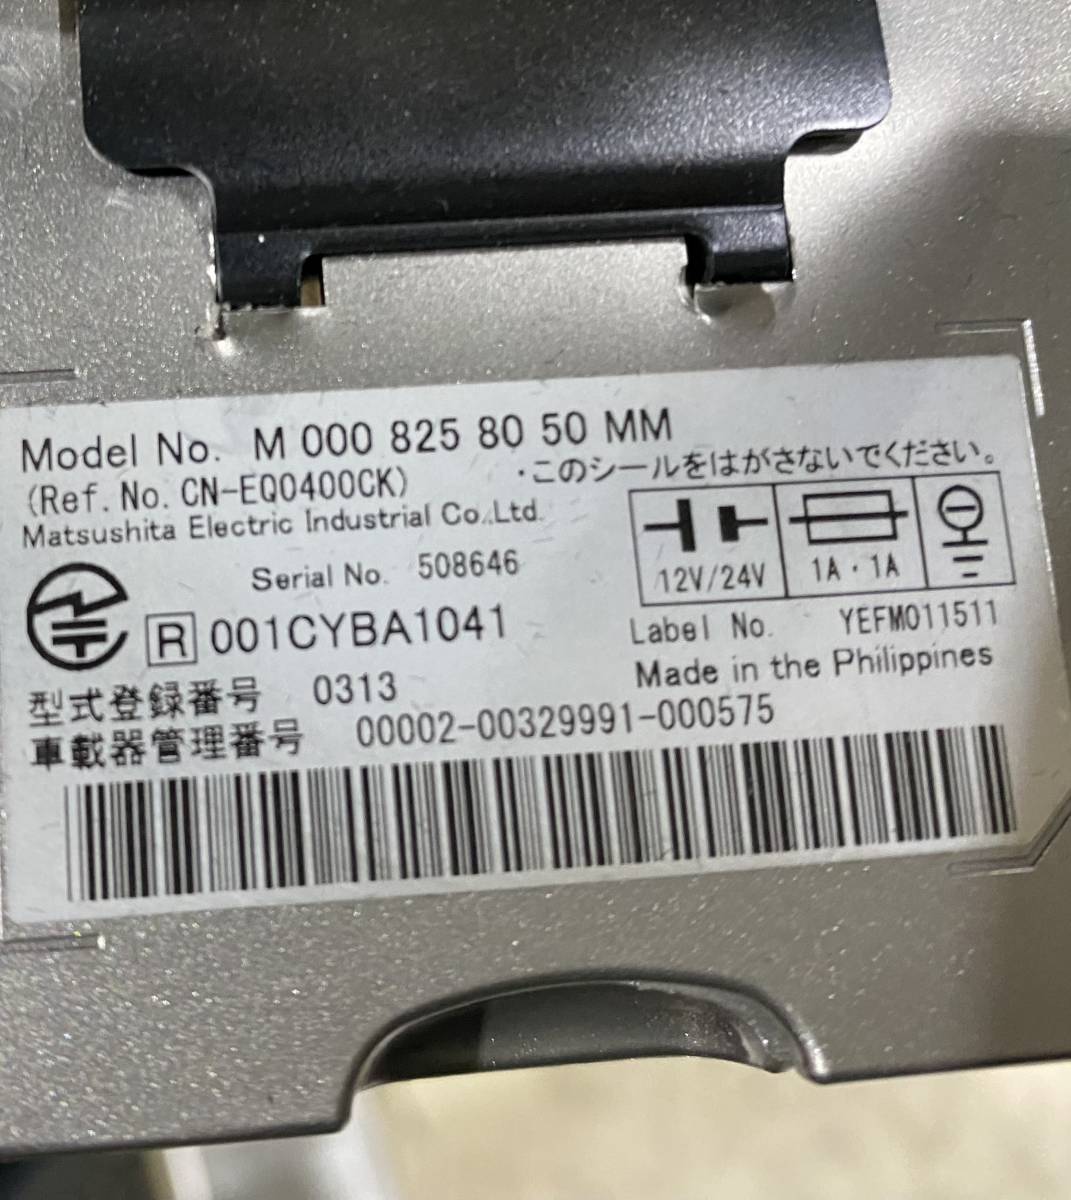 Model No. M 000 825 80 50 MM
(Ref. No. CN-EQ0400CK)
・このシールをはがさないでください。
Matsushita Electric Industrial Co.,Ltd.
Serial No. 508646
12V/24V
1A・1A
R 001CYBA1041
Label No. YEFM011511
Made in the Philippines
型式登録番号 0313
車載器管理番号 00002-00329991-000575